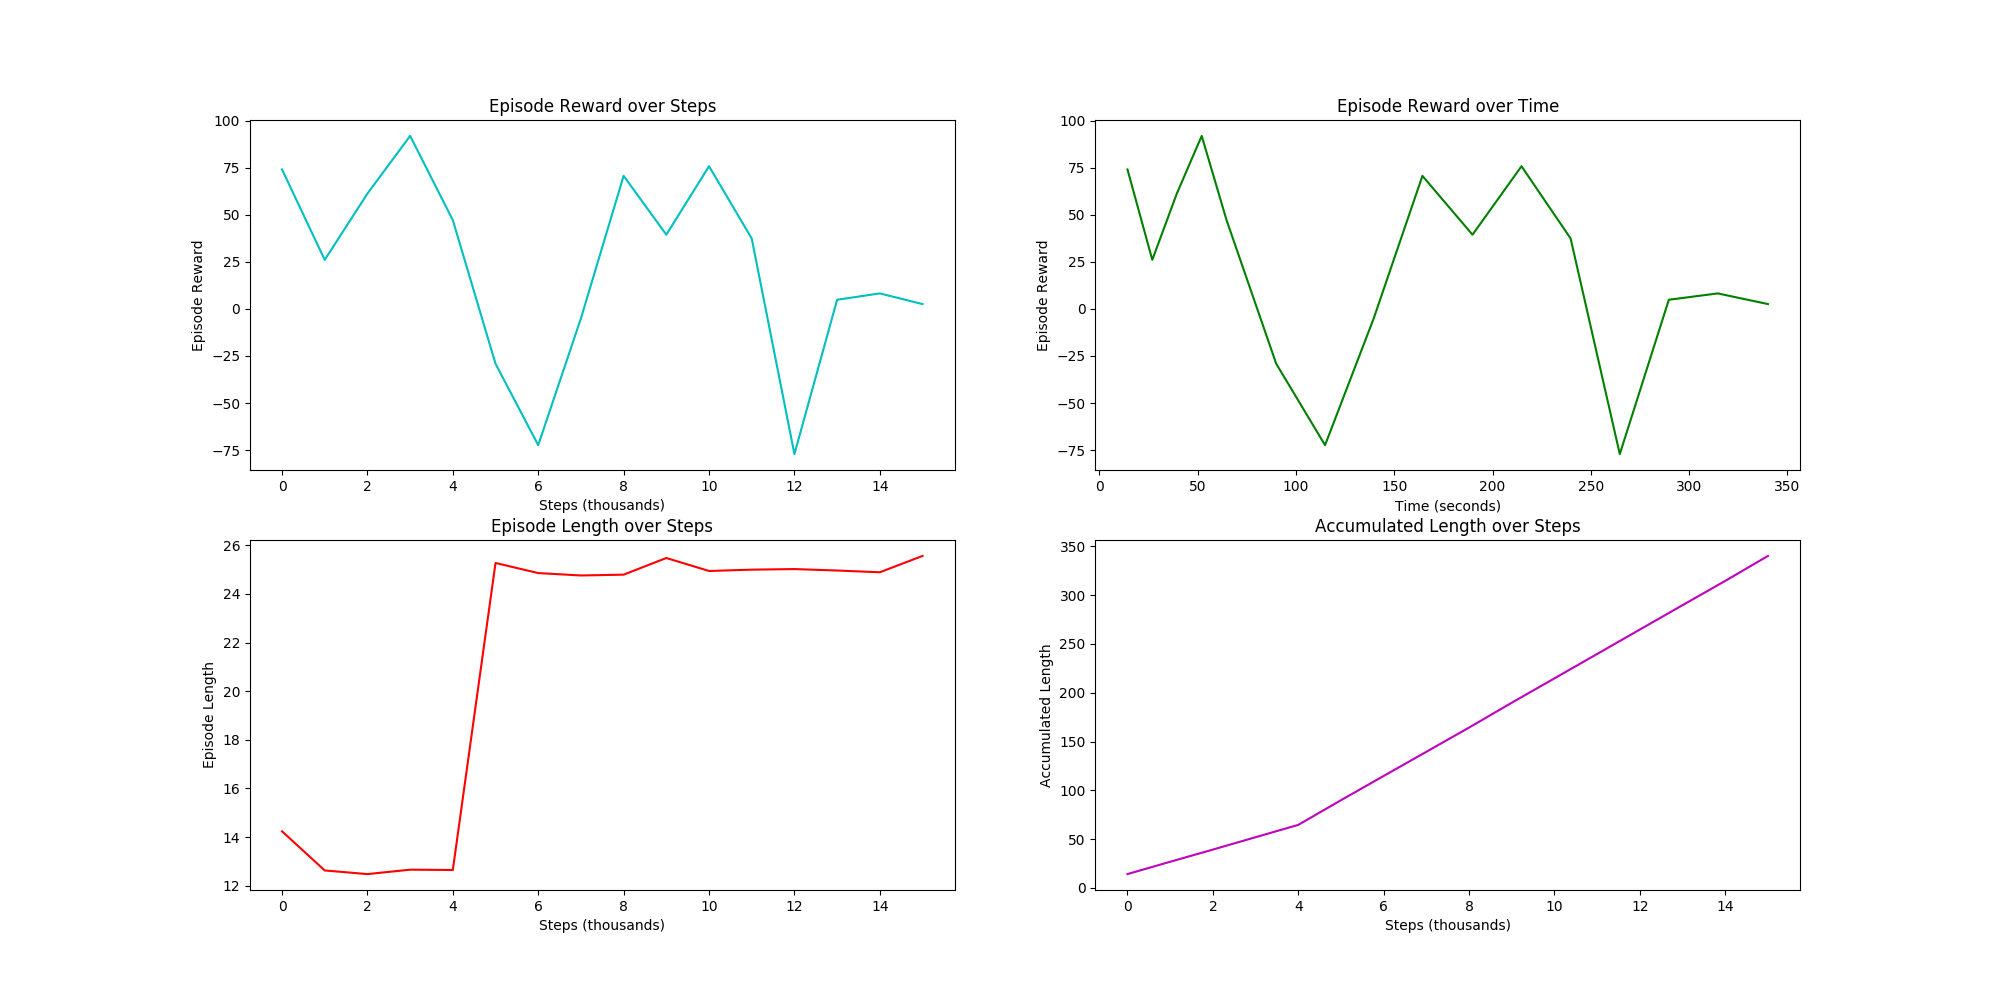 Episode Reward over Steps
100
75
50
25
0
−25
−50
−75
Episode Reward
0 2 4 6 8 10 12 14
Steps (thousands)
Episode Reward over Time
100
75
50
25
0
−25
−50
−75
Episode Reward
0 50 100 150 200 250 300 350
Time (seconds)
Episode Length over Steps
26
24
22
20
18
16
14
12
Episode Length
0 2 4 6 8 10 12 14
Steps (thousands)
Accumulated Length over Steps
350
300
250
200
150
100
50
0
Accumulated Length
0 2 4 6 8 10 12 14
Steps (thousands)